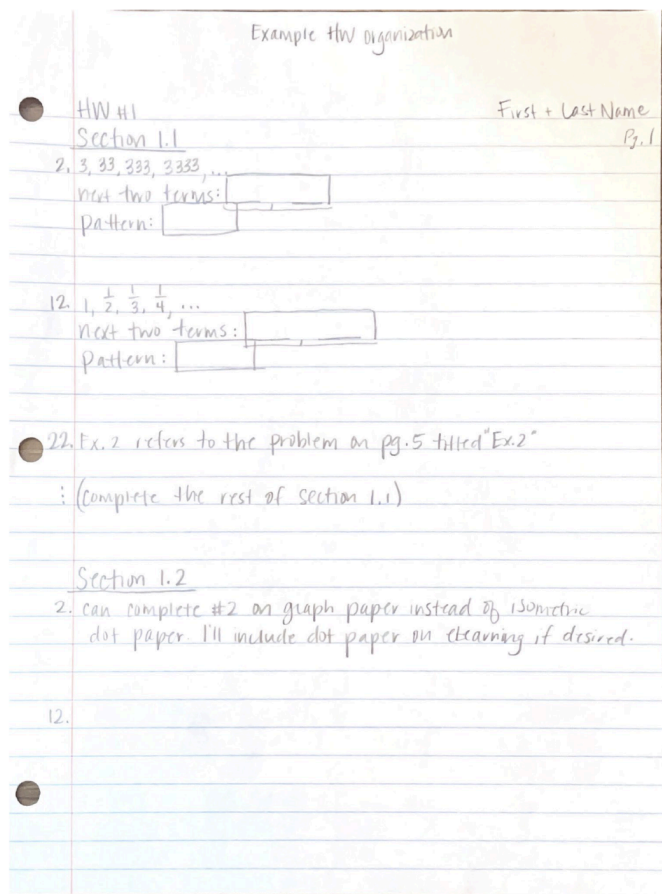 Example HW organization
HW #1
First + Last Name
Section 1.1
Pg. 1
2. 3, 33, 333, 3333, ...
next two terms: ,
pattern:
12. 1, 1/2, 1/3, 1/4, ...
next two terms: ,
Pattern:
22. Ex. 2 refers to the problem on pg. 5 titled "Ex. 2"
⋮ (complete the rest of section 1.1)
Section 1.2
2. can complete #2 on graph paper instead of isometric
dot paper. I'll include dot paper on elearning if desired.
12.